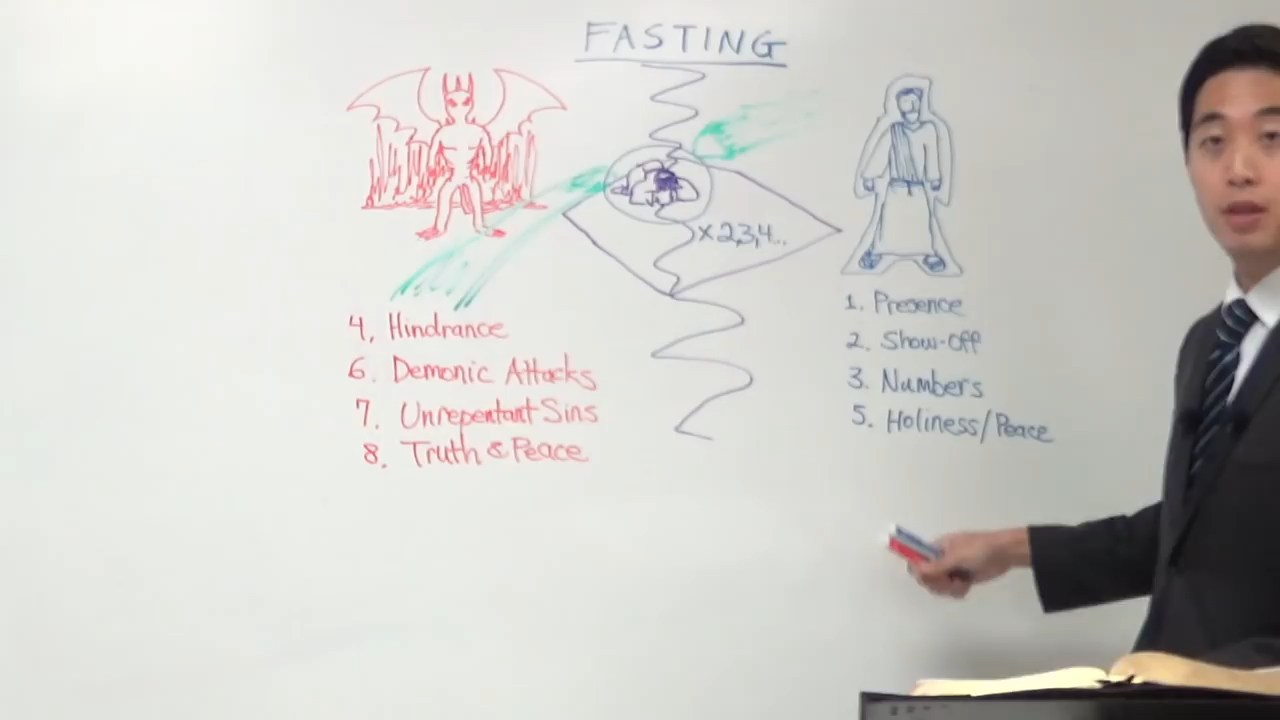 FASTING
x2,3,4...
4. Hindrance
6. Demonic Attacks
7. Unrepentant Sins
8. Truth & Peace
1. Presence
2. Show-Off
3. Numbers
5. Holiness/Peace